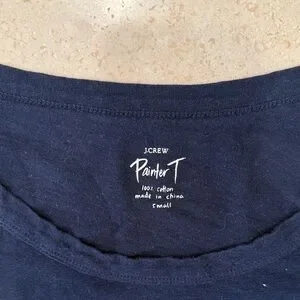 J.CREW
Painter T
100% cotton
made in china
small